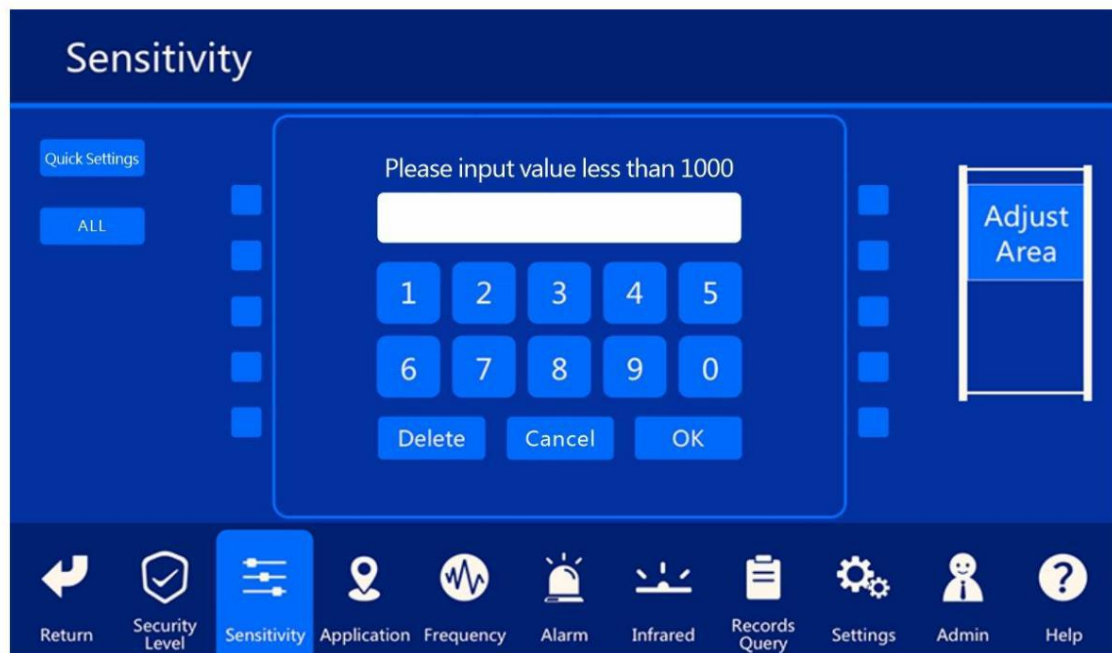 Sensitivity
Quick Settings
ALL
Please input value less than 1000
1 2 3 4 5
6 7 8 9 0
Delete Cancel OK
Adjust
Area
Return
Security
Level
Sensitivity
Application
Frequency
Alarm
Infrared
Records
Query
Settings
Admin
Help
?